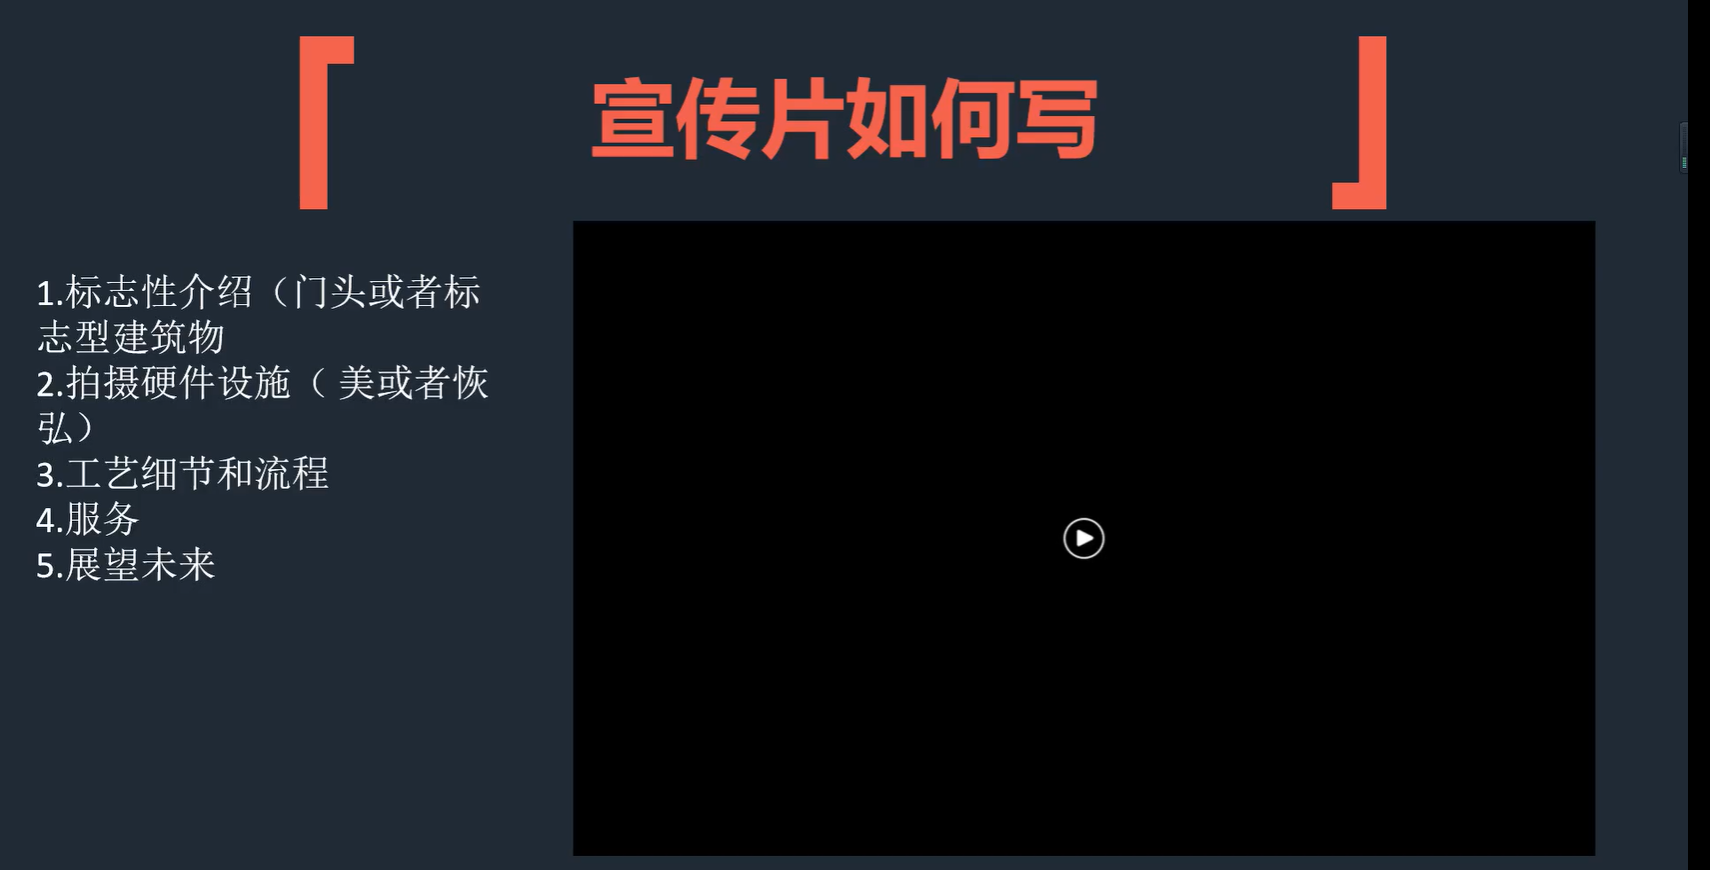 宣传片如何写
1.标志性介绍（门头或者标
志型建筑物
2.拍摄硬件设施（ 美或者恢
弘）
3.工艺细节和流程
4.服务
5.展望未来